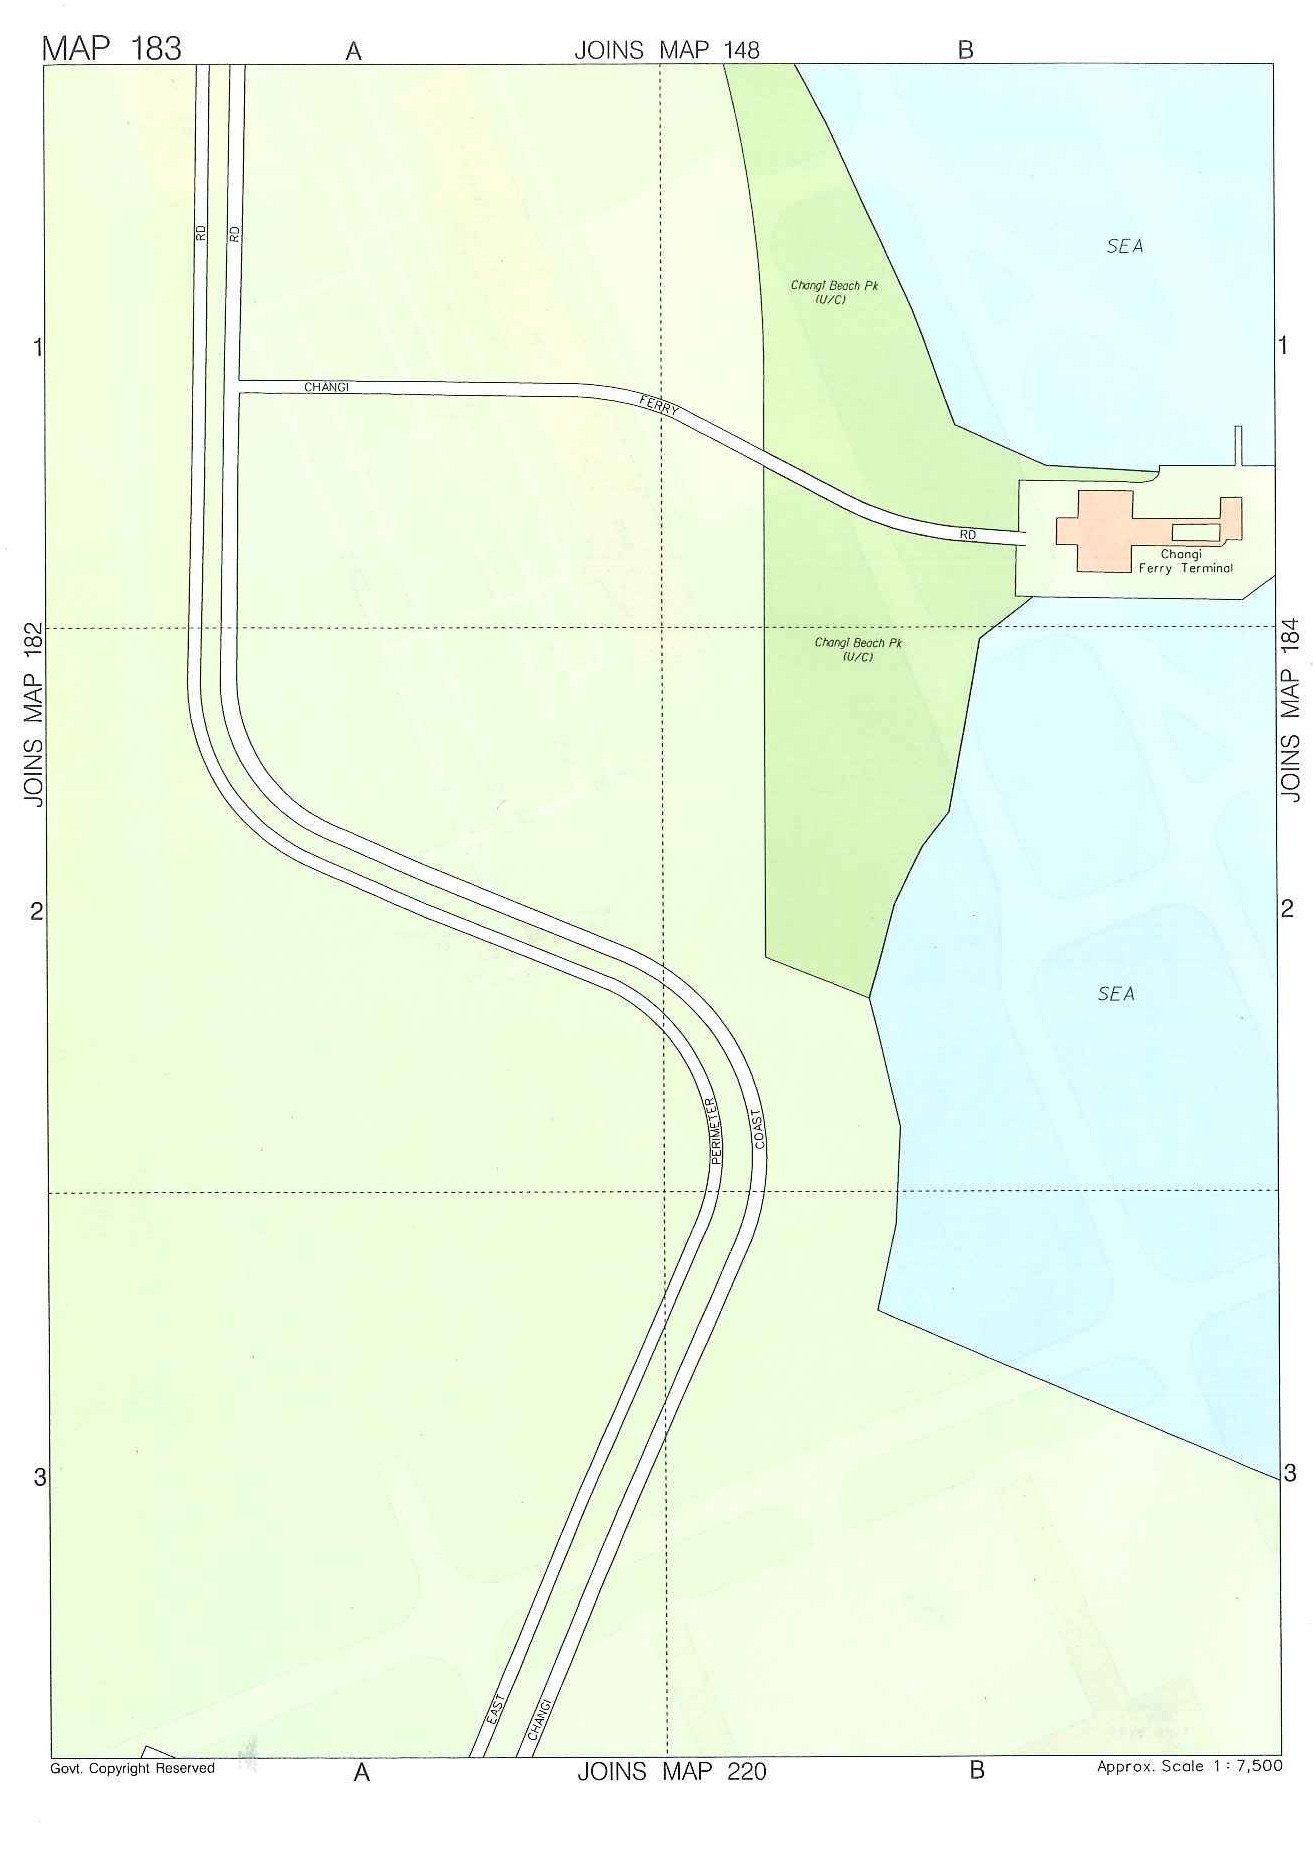 MAP 183
A
JOINS MAP 148
B
RD
RD
SEA
Changi Beach Pk
(U/C)
1
1
CHANGI
FERRY
RD
Changi
Ferry Terminal
JOINS MAP 182
JOINS MAP 184
Changi Beach Pk
(U/C)
2
2
SEA
PERIMETER
COAST
3
3
EAST
CHANGI
Govt. Copyright Reserved
A
JOINS MAP 220
B
Approx. Scale 1 : 7,500